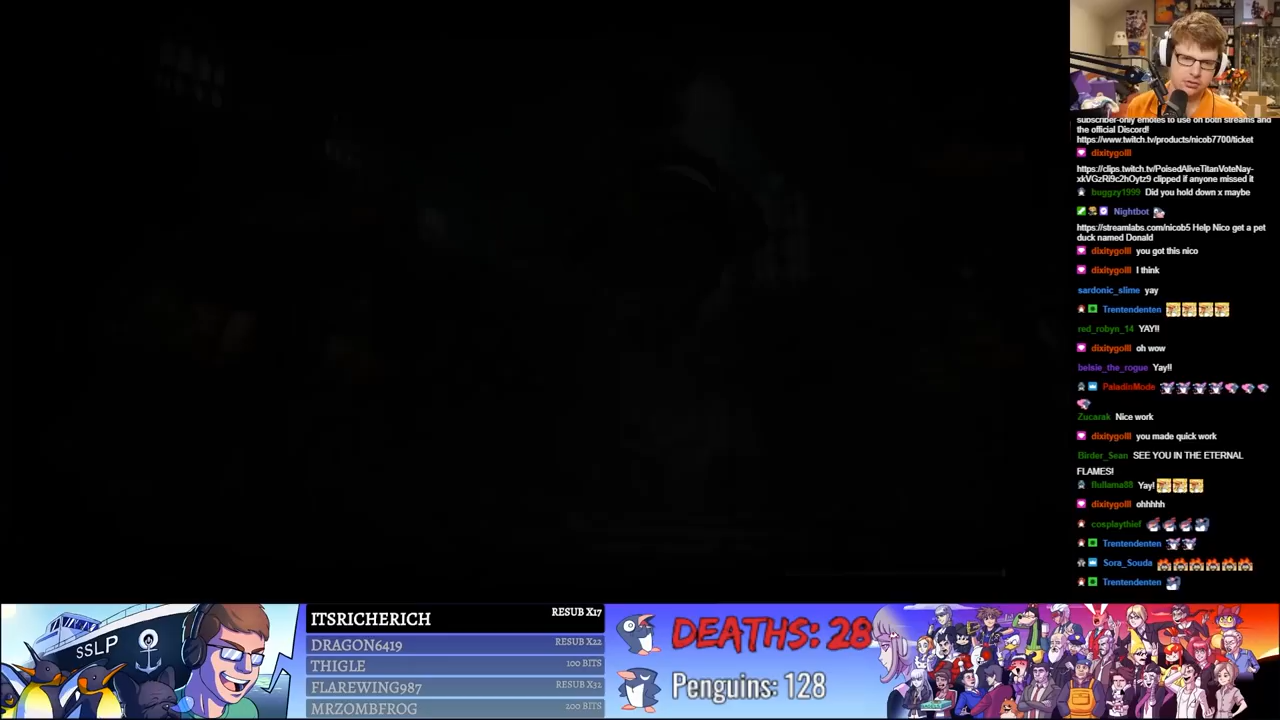 subscriber-only emotes to use on both streams and
the official Discord!
https://www.twitch.tv/products/nicob7700/ticket
dixitygolll
https://clips.twitch.tv/PoisedAliveTitanVoteNay-
xkVGzRi9c2hOytz9 clipped if anyone missed it
buggzy1999 Did you hold down x maybe
Nightbot
https://streamlabs.com/nicob5 Help Nico get a pet
duck named Donald
dixitygolll you got this nico
dixitygolll I think
sardonic_slime yay
Trentendenten
red_robyn_14 YAY!!
dixitygolll oh wow
belsie_the_rogue Yay!!
PaladinMode
Zucarak Nice work
dixitygolll you made quick work
Birder_Sean SEE YOU IN THE ETERNAL
FLAMES!
flullama88 Yay!
dixitygolll ohhhhh
cosplaythief
Trentendenten
Sora_Souda
Trentendenten
SSLP
ITSRICHERICH RESUB X17
DRAGON6419 RESUB X22
THIGLE 100 BITS
FLAREWING987 RESUB X32
MRZOMBFROG 200 BITS
DEATHS: 28
Penguins: 128